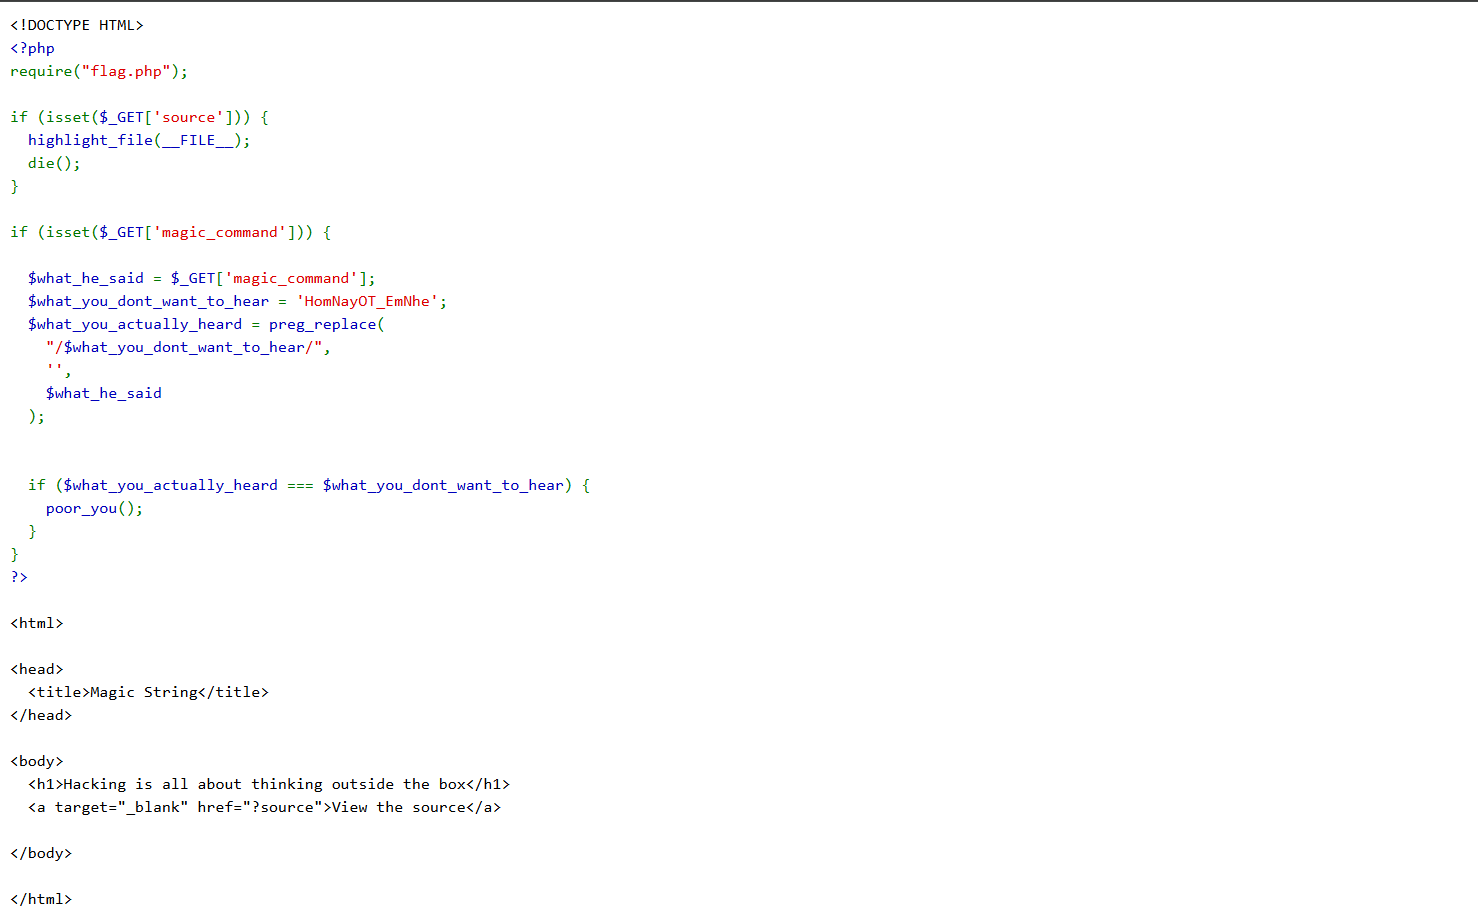 <!DOCTYPE HTML>
<?php
require("flag.php");
if (isset($_GET['source'])) {
highlight_file(__FILE__);
die();
}
if (isset($_GET['magic_command'])) {
$what_he_said = $_GET['magic_command'];
$what_you_dont_want_to_hear = 'HomNayOT_EmNhe';
$what_you_actually_heard = preg_replace(
"/$what_you_dont_want_to_hear/",
'',
$what_he_said
);
if ($what_you_actually_heard === $what_you_dont_want_to_hear) {
poor_you();
}
}
?>
<html>
<head>
<title>Magic String</title>
</head>
<body>
<h1>Hacking is all about thinking outside the box</h1>
<a target="_blank" href="?source">View the source</a>
</body>
</html>